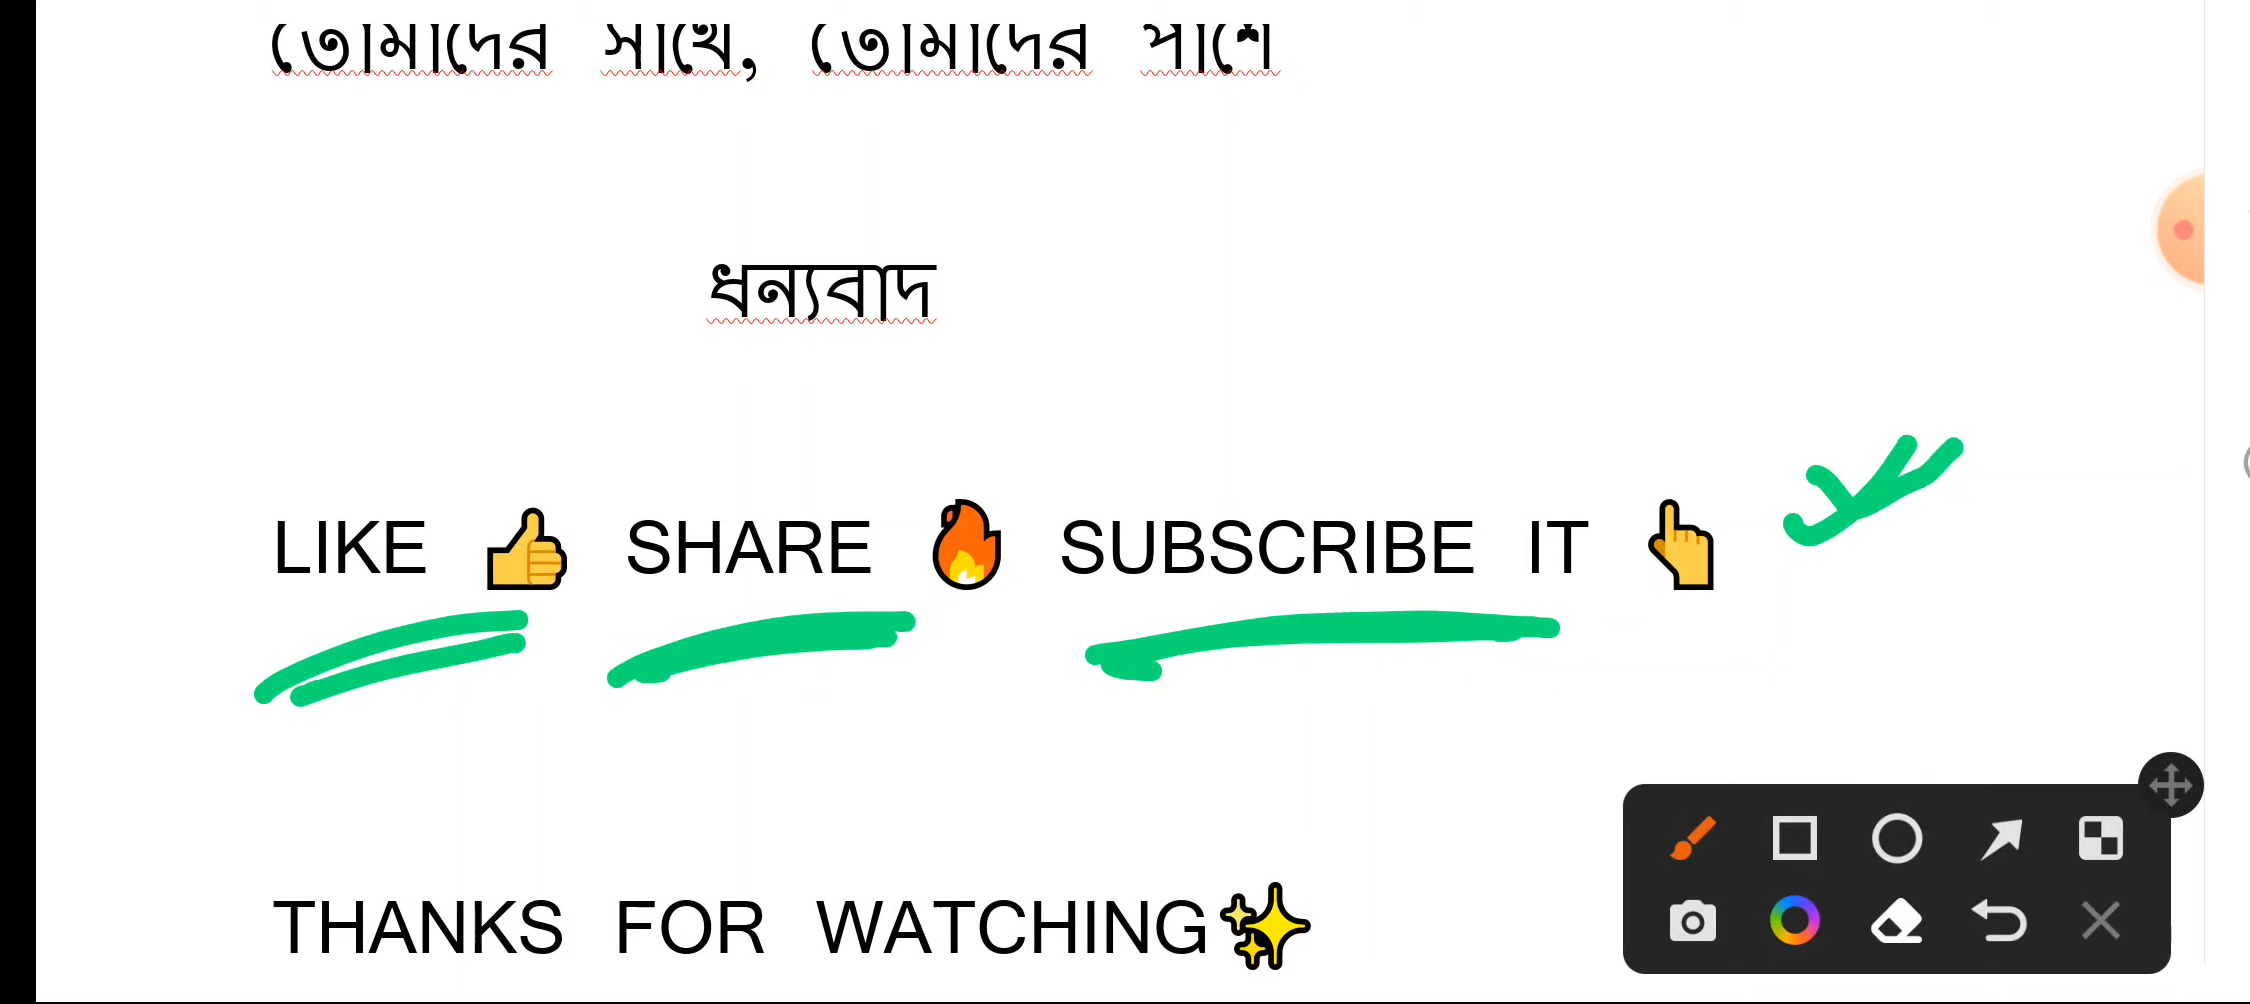 তোমাদের সাথে, তোমাদের পাশে
ধন্যবাদ
LIKE 👍 SHARE 🔥 SUBSCRIBE IT 👆
THANKS FOR WATCHING✨